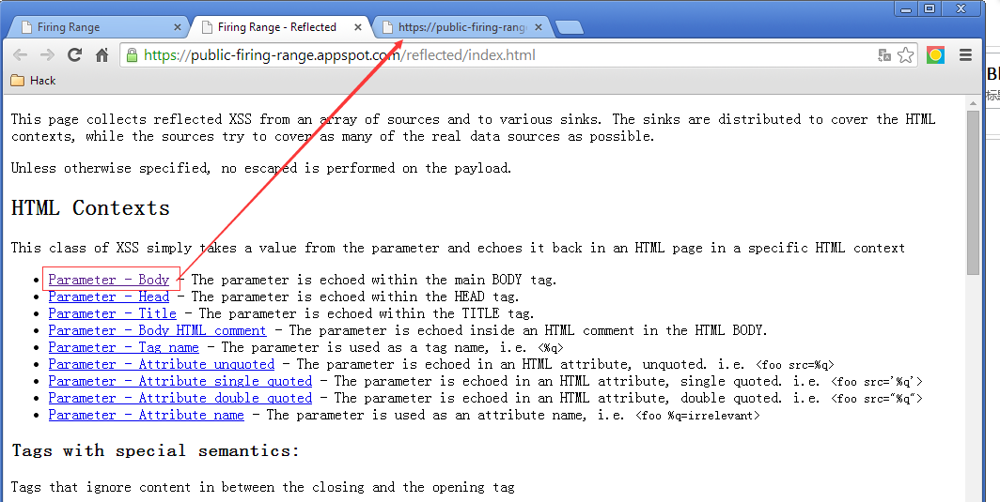 Firing Range
Firing Range - Reflected
https://public-firing-rang
https://public-firing-range.appspot.com/reflected/index.html
Hack
This page collects reflected XSS from an array of sources and to various sinks. The sinks are distributed to cover the HTML
contexts, while the sources try to cover as many of the real data sources as possible.
Unless otherwise specified, no escaped is performed on the payload.
HTML Contexts
This class of XSS simply takes a value from the parameter and echoes it back in an HTML page in a specific HTML context
• Parameter - Body - The parameter is echoed within the main BODY tag.
• Parameter - Head - The parameter is echoed within the HEAD tag.
• Parameter - Title - The parameter is echoed within the TITLE tag.
• Parameter - Body HTML comment - The parameter is echoed inside an HTML comment in the HTML BODY.
• Parameter - Tag name - The parameter is used as a tag name, i.e. <%q>
• Parameter - Attribute unquoted - The parameter is echoed in an HTML attribute, unquoted. i.e. <foo src=%q>
• Parameter - Attribute single quoted - The parameter is echoed in an HTML attribute, single quoted. i.e. <foo src='%q'>
• Parameter - Attribute double quoted - The parameter is echoed in an HTML attribute, double quoted. i.e. <foo src="%q">
• Parameter - Attribute name - The parameter is used as an attribute name, i.e. <foo %q=irrelevant>
Tags with special semantics:
Tags that ignore content in between the closing and the opening tag